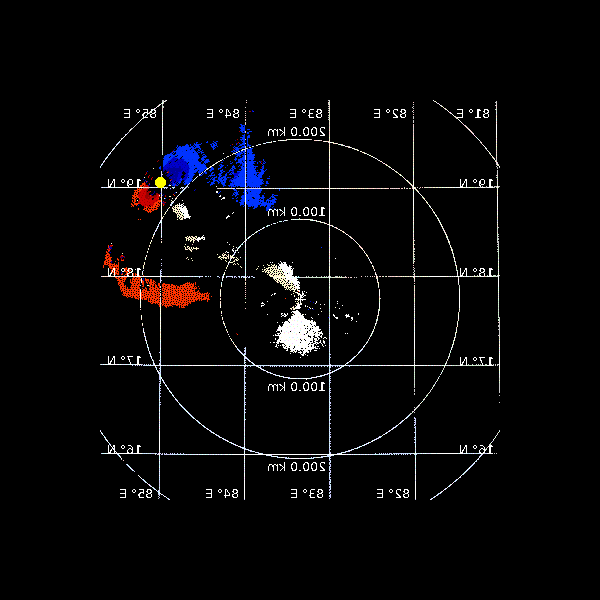 85° E 84° E 83° E 82° E 81° E
200.0 km
19° N 19° N
100.0 km
18° N 18° N
17° N 17° N
100.0 km
16° N 16° N
200.0 km
85° E 84° E 83° E 82° E